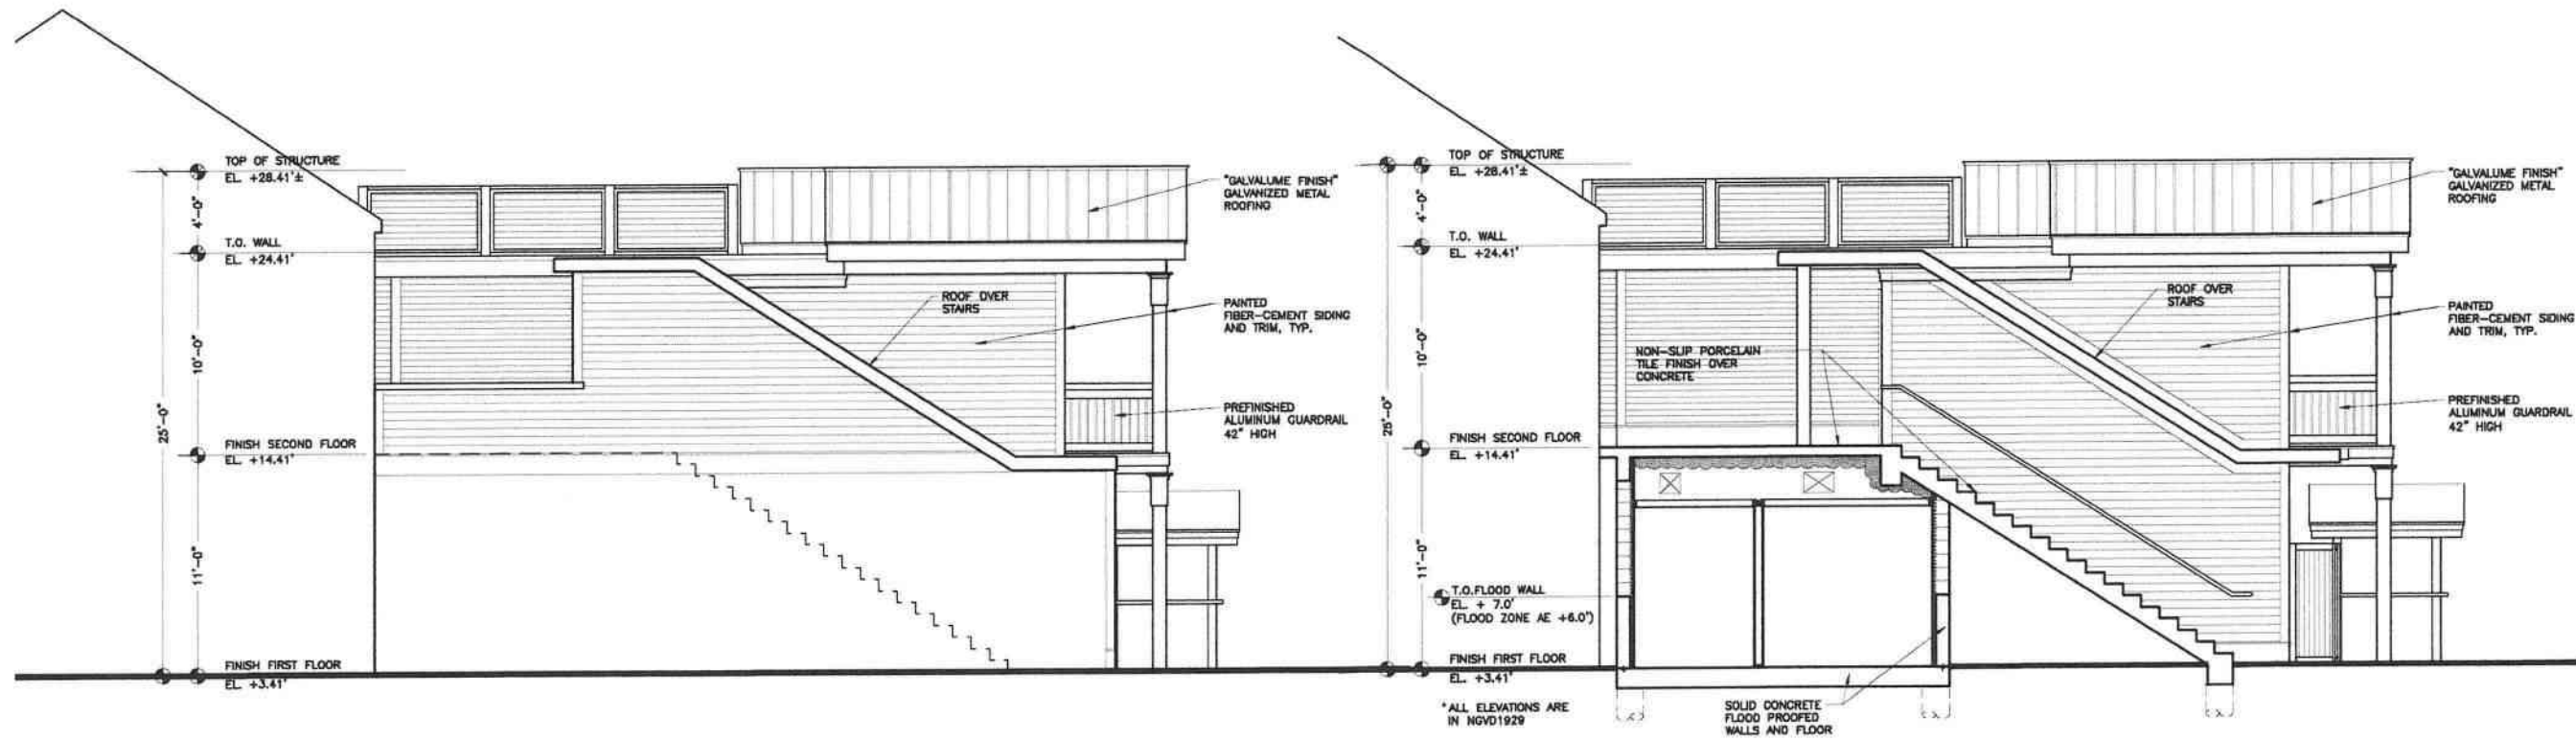 TOP OF STRUCTURE
EL. +28.41'±
4'-0"
T.O. WALL
EL. +24.41'
10'-0"
25'-0"
FINISH SECOND FLOOR
EL. +14.41'
11'-0"
FINISH FIRST FLOOR
EL. +3.41'
ROOF OVER
STAIRS
"GALVALUME FINISH"
GALVANIZED METAL
ROOFING
PAINTED
FIBER-CEMENT SIDING
AND TRIM, TYP.
PREFINISHED
ALUMINUM GUARDRAIL
42" HIGH
TOP OF STRUCTURE
EL. +28.41'±
4'-0"
T.O. WALL
EL. +24.41'
10'-0"
25'-0"
FINISH SECOND FLOOR
EL. +14.41'
11'-0"
T.O.FLOOD WALL
EL. + 7.0'
(FLOOD ZONE AE +6.0')
FINISH FIRST FLOOR
EL. +3.41'
*ALL ELEVATIONS ARE
IN NGVD1929
NON-SLIP PORCELAIN
TILE FINISH OVER
CONCRETE
ROOF OVER
STAIRS
SOLID CONCRETE
FLOOD PROOFED
WALLS AND FLOOR
"GALVALUME FINISH"
GALVANIZED METAL
ROOFING
PAINTED
FIBER-CEMENT SIDING
AND TRIM, TYP.
PREFINISHED
ALUMINUM GUARDRAIL
42" HIGH